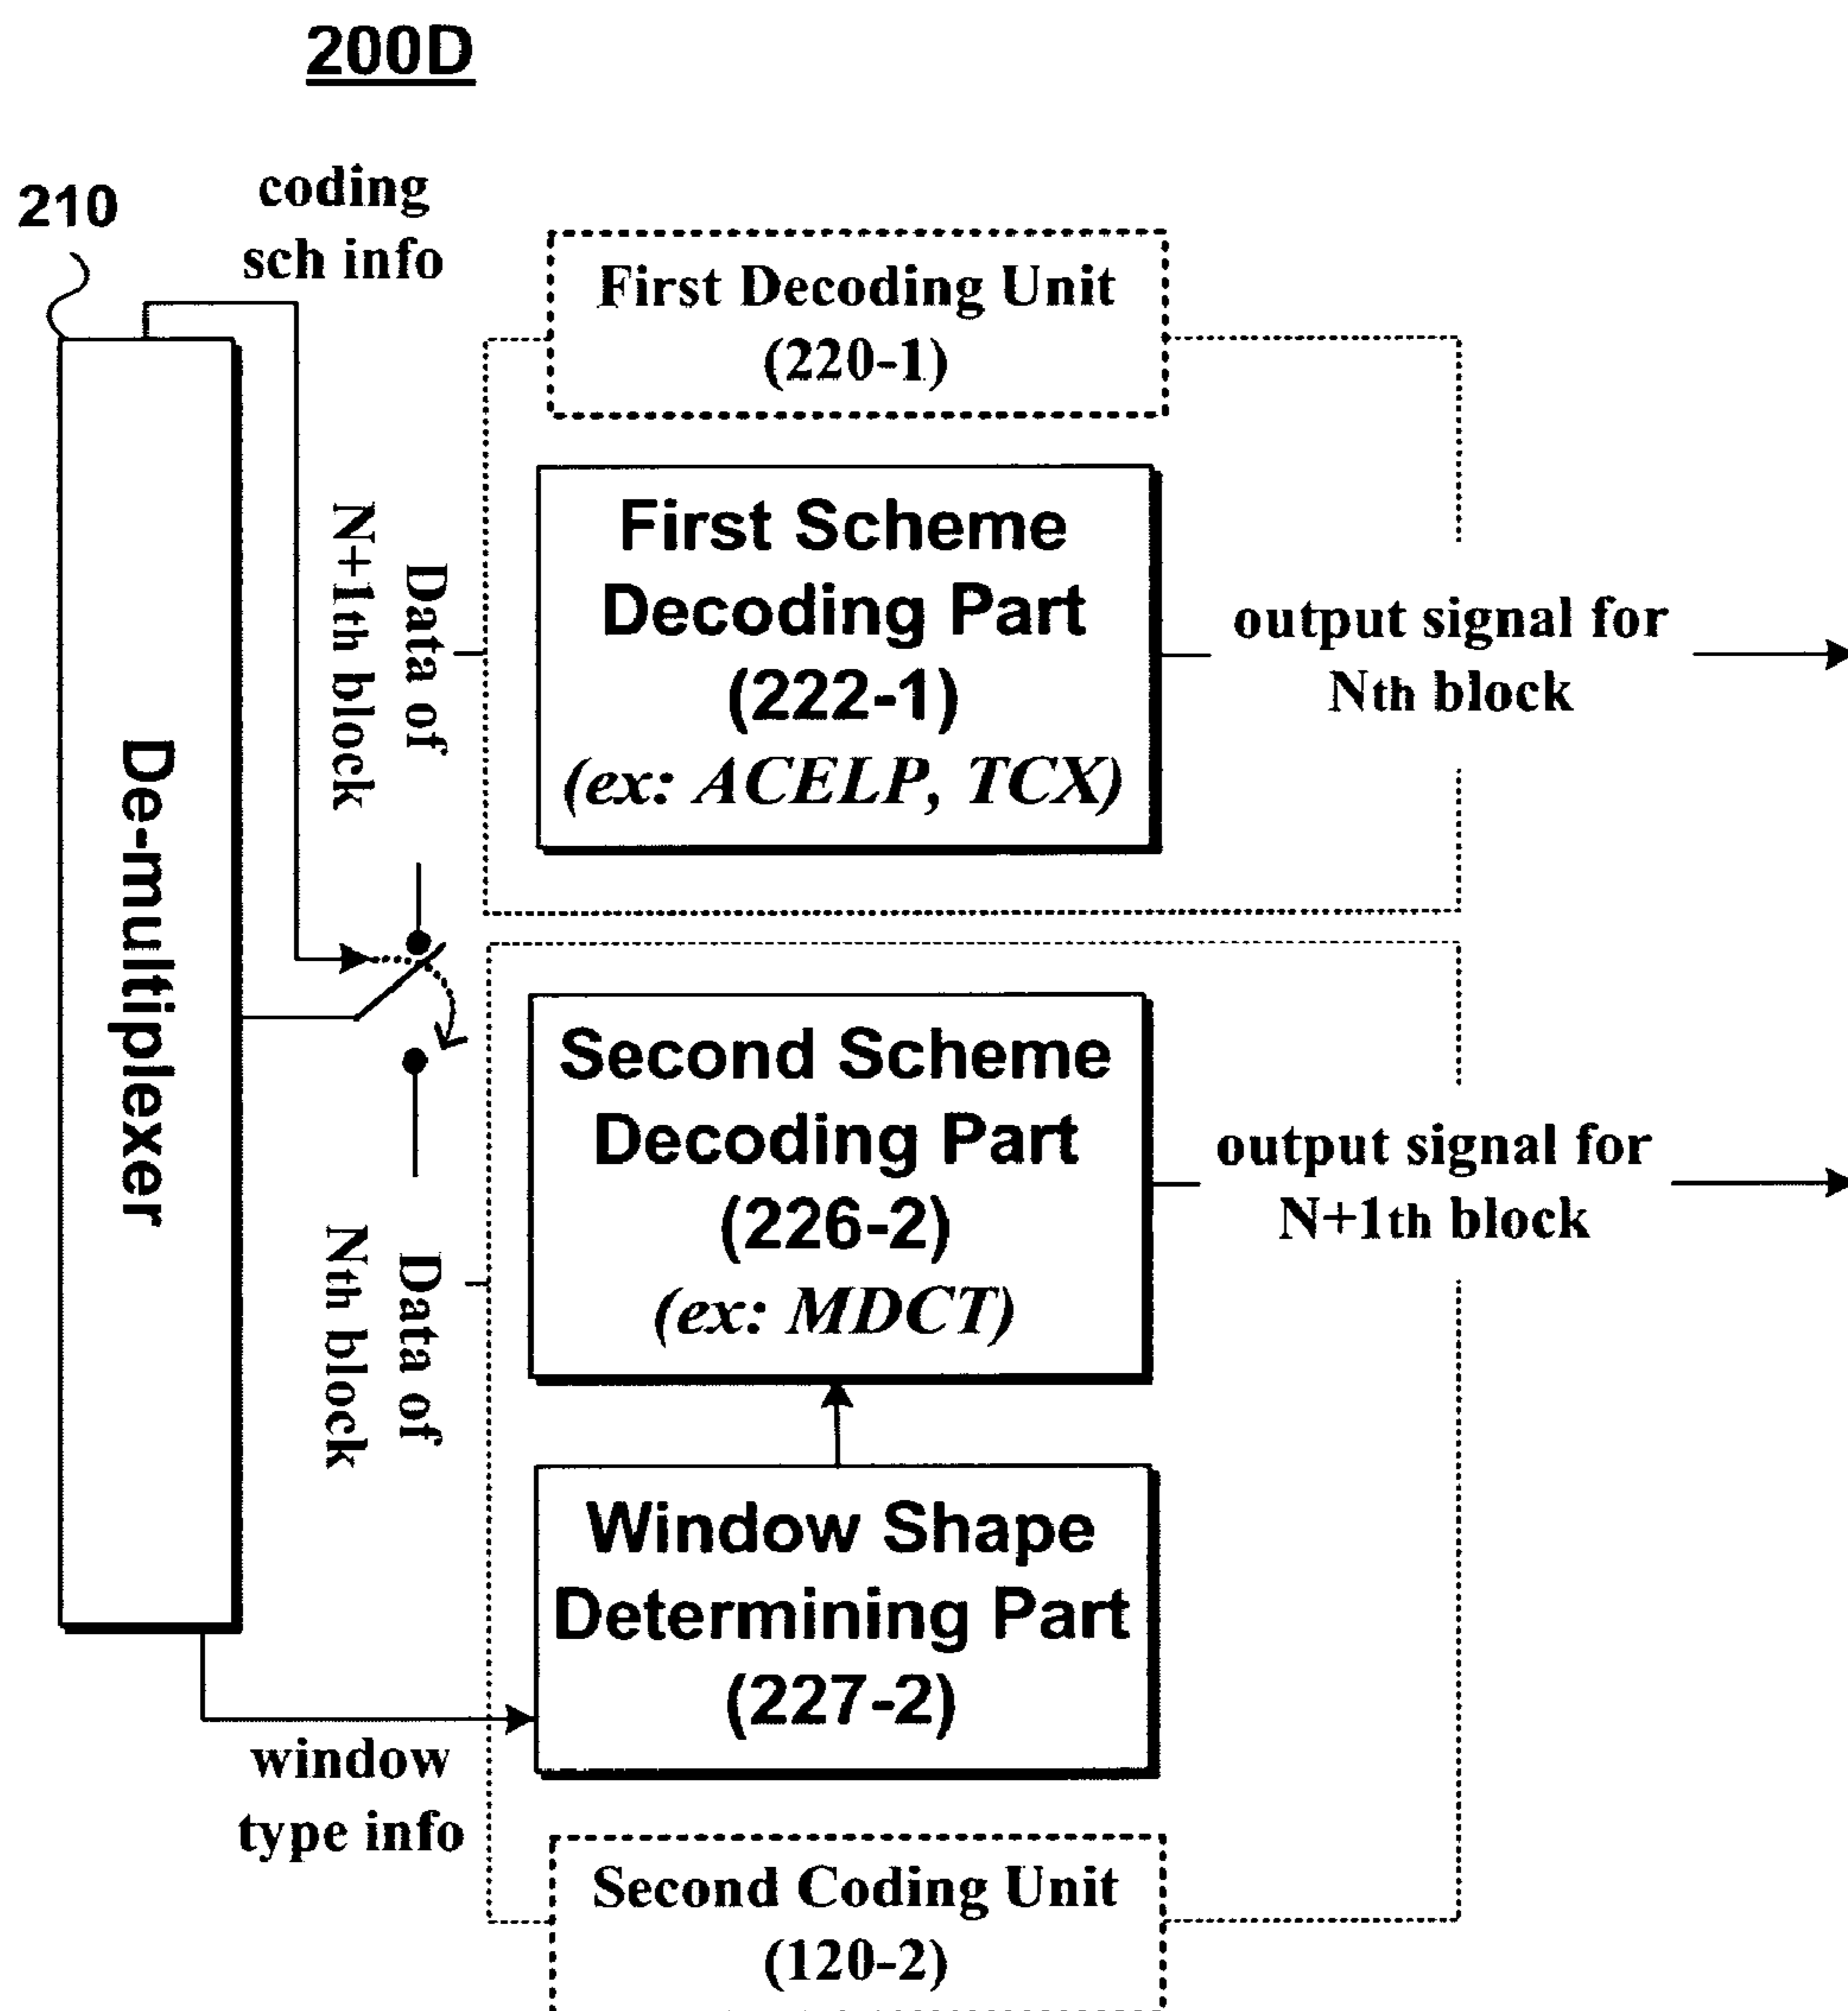 200D
210
coding
sch info
First Decoding Unit
(220-1)
De-multiplexer
Data of
N+1th block
First Scheme
Decoding Part
(222-1)
(ex: ACELP, TCX)
output signal for
Nth block
Data of
Nth block
Second Scheme
Decoding Part
(226-2)
(ex: MDCT)
output signal for
N+1th block
Window Shape
Determining Part
(227-2)
window
type info
Second Coding Unit
(120-2)